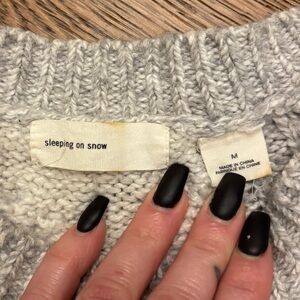 sleeping on snow
M
MADE IN CHINA
FABRIQUÉ EN CHINE